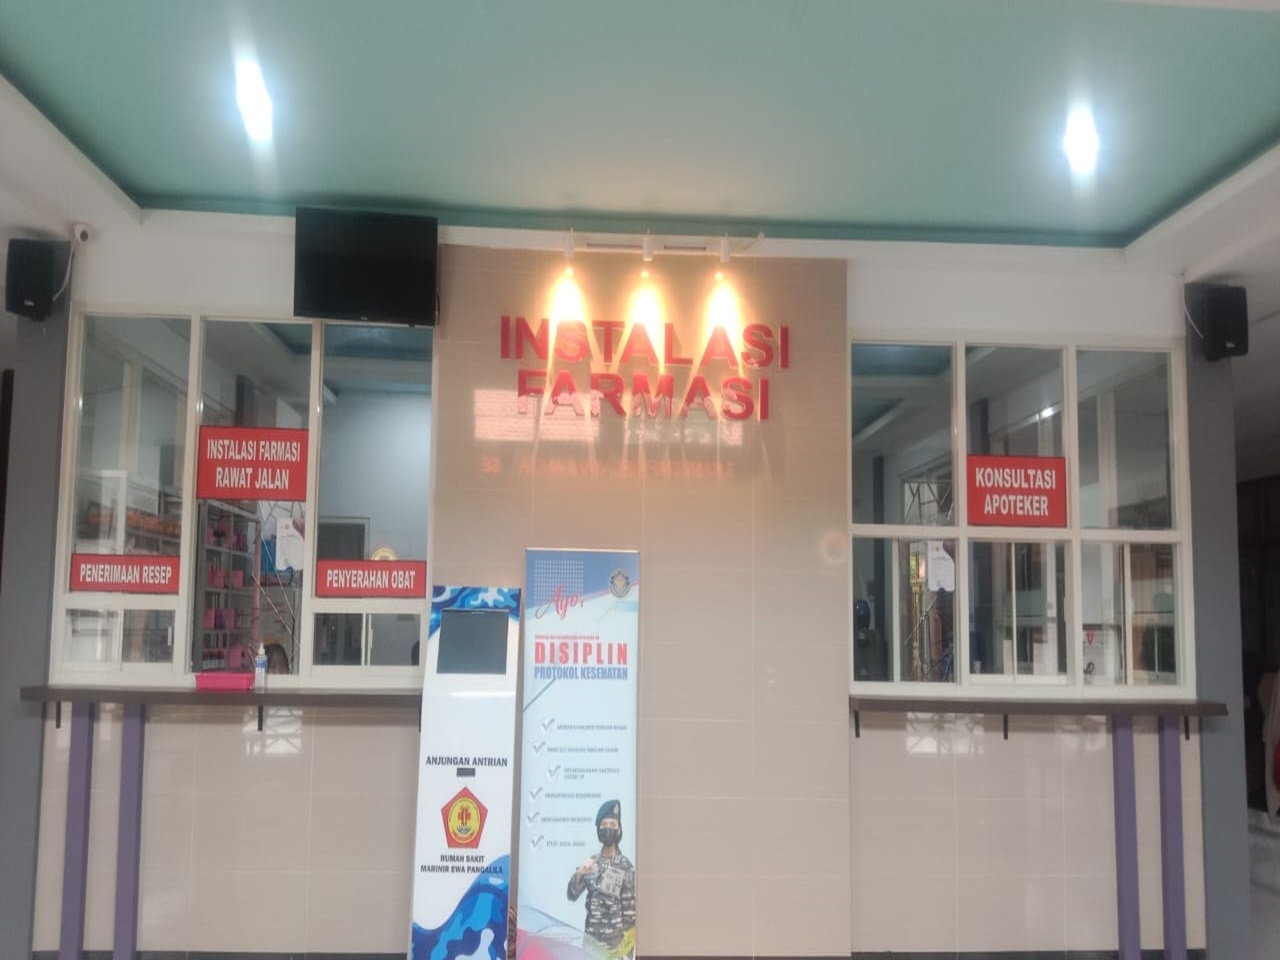 INSTALASI
FARMASI
INSTALASI FARMASI
RAWAT JALAN
PENERIMAAN RESEP
PENYERAHAN OBAT
KONSULTASI
APOTEKER
Ayo,
DISIPLIN
PROTOKOL KESEHATAN
ANJUNGAN ANTRIAN
RUMAH SAKIT
MARINIR EWA PANGALILA